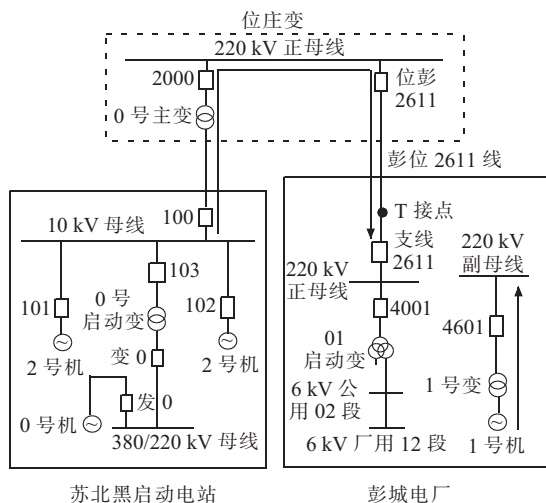 位庄变
220 kV 正母线
2000
位彭
2611
0 号主变
彭位 2611 线
100
10 kV 母线
T 接点
支线
2611
220 kV
副母线
103
220 kV
正母线
101
0 号
启动变
102
4001
4601
变 0
01
启动变
2 号机
2 号机
1 号变
发 0
6 kV 公
用 02 段
0 号机
380/220 kV 母线
6 kV 厂用 12 段
1 号机
苏北黑启动电站
彭城电厂